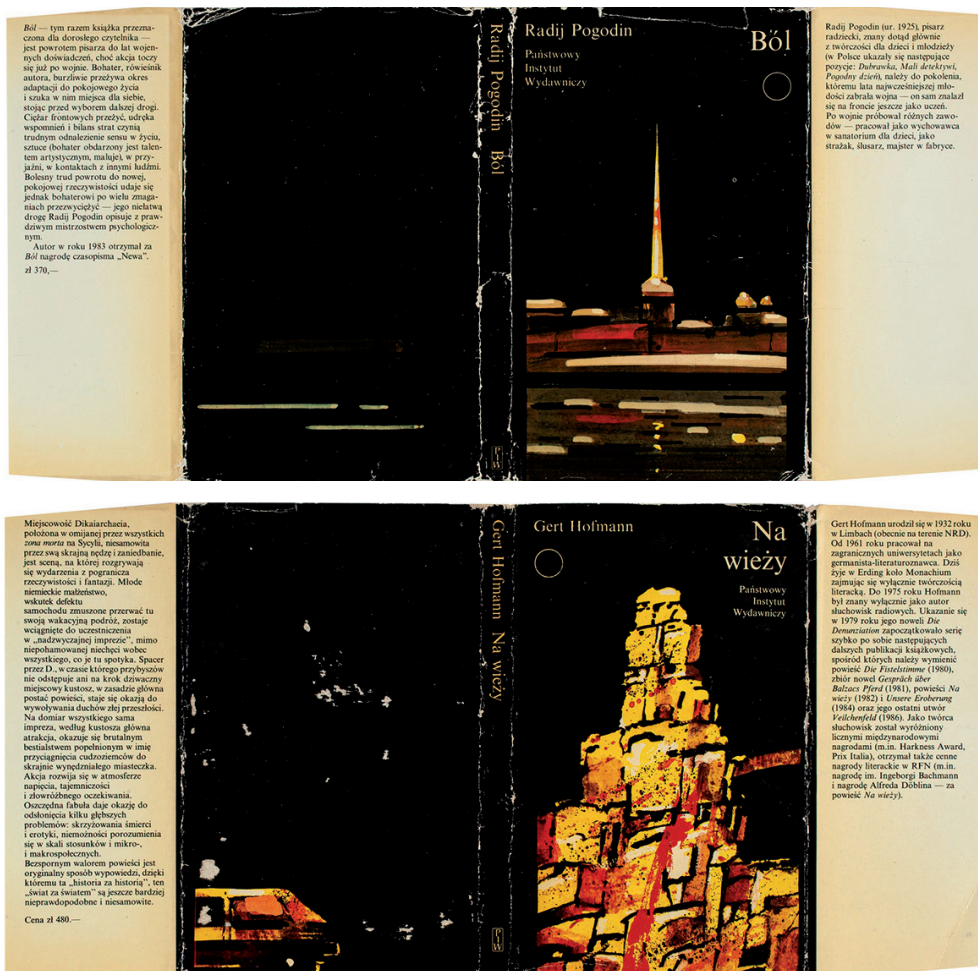 Ból — tym razem książka przezna-
czona dla dorosłego czytelnika —
jest powrotem pisarza do lat wojen-
nych doświadczeń, choć akcja toczy
się już po wojnie. Bohater, rówieśnik
autora, burzliwie przeżywa okres
adaptacji do pokojowego życia
i szuka w nim miejsca dla siebie,
stojąc przed wyborem dalszej drogi.
Ciężar frontowych przeżyć, udręka
wspomnień i bilans strat czynią
trudnym odnalezienie sensu w życiu,
sztuce (bohater obdarzony jest talen-
tem artystycznym, maluje), w przy-
jaźni, w kontaktach z innymi ludźmi.
Bolesny trud powrotu do nowej,
pokojowej rzeczywistości udaje się
jednak bohaterowi po wielu zmaga-
niach przezwyciężyć — jego niełatwą
drogę Radij Pogodin opisuje z praw-
dziwym mistrzostwem psychologicz-
nym.
Autor w roku 1983 otrzymał za
Ból nagrodę czasopisma „Newa”.
zł 370,—
Radij Pogodin Ból
PIW
Radij Pogodin
Ból
Państwowy
Instytut
Wydawniczy
Radij Pogodin (ur. 1925), pisarz
radziecki, znany dotąd głównie
z twórczości dla dzieci i młodzieży
(w Polsce ukazały się następujące
pozycje: Dubrawka, Mali detektywi,
Pogodny dzień), należy do pokolenia,
któremu lata najwcześniejszej mło-
dości zabrała wojna — on sam znalazł
się na froncie jeszcze jako uczeń.
Po wojnie próbował różnych zawo-
dów — pracował jako wychowawca
w sanatorium dla dzieci, jako
strażak, ślusarz, majster w fabryce.
Miejscowość Dikaiarchaeia,
położona w omijanej przez wszystkich
zona morta na Sycylii, niesamowita
przez swą skrajną nędzę i zaniedbanie,
jest sceną, na której rozgrywają
się wydarzenia z pogranicza
rzeczywistości i fantazji. Młode
niemieckie małżeństwo,
wskutek defektu
samochodu zmuszone przerwać tu
swoją wakacyjną podróż, zostaje
wciągnięte do uczestniczenia
w „nadzwyczajnej imprezie”, mimo
niepohamowanej niechęci wobec
wszystkiego, co je tu spotyka. Spacer
przez D., w czasie którego przybyszów
nie odstępuje ani na krok dziwaczny
miejscowy kustosz, w zasadzie główna
postać powieści, staje się okazją do
wywoływania duchów złej przeszłości.
Na domiar wszystkiego sama
impreza, według kustosza główna
atrakcja, okazuje się brutalnym
bestialstwem popełnionym w imię
przyciągnięcia cudzoziemców do
skrajnie wynędzniałego miasteczka.
Akcja rozwija się w atmosferze
napięcia, tajemniczości
i złowróżbnego oczekiwania.
Oszczędna fabuła daje okazję do
odsłonięcia kilku głębszych
problemów: skrzyżowania śmierci
i erotyki, niemożności porozumienia
się w skali stosunków i mikro-,
i makrospołecznych.
Bezspornym walorem powieści jest
oryginalny sposób wypowiedzi, dzięki
któremu ta „historia za historią”, ten
„świat za światem” są jeszcze bardziej
nieprawdopodobne i niesamowite.
Cena zł 480.—
Gert Hofmann Na wieży
PIW
Gert Hofmann
Na
wieży
Państwowy
Instytut
Wydawniczy
Gert Hofmann urodził się w 1932 roku
w Limbach (obecnie na terenie NRD).
Od 1961 roku pracował na
zagranicznych uniwersytetach jako
germanista-literaturoznawca. Dziś
żyje w Erding koło Monachium
zajmując się wyłącznie twórczością
literacką. Do 1975 roku Hofmann
był znany wyłącznie jako autor
słuchowisk radiowych. Ukazanie się
w 1979 roku jego noweli Die
Denunziation zapoczątkowało serię
szybko po sobie następujących
dalszych publikacji książkowych,
spośród których należy wymienić
powieść Die Fistelstimme (1980),
zbiór nowel Gespräch über
Balzacs Pferd (1981), powieści Na
wieży (1982) i Unsere Eroberung
(1984) oraz jego ostatni utwór
Veilchenfeld (1986). Jako twórca
słuchowisk został wyróżniony
licznymi międzynarodowymi
nagrodami (m.in. Harkness Award,
Prix Italia), otrzymał także cenne
nagrody literackie w RFN (m.in.
nagrodę im. Ingeborgi Bachmann
i nagrodę Alfreda Döblina — za
powieść Na wieży).